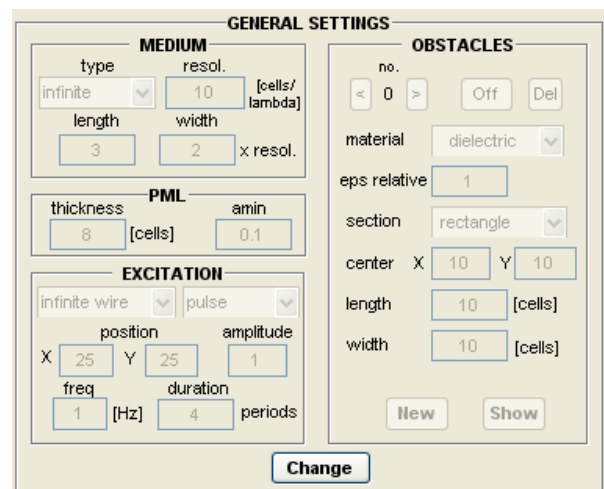 GENERAL SETTINGS
MEDIUM
type resol.
infinite 10 [cells/
lambda]
length width
3 2 x resol.
PML
thickness amin
8 [cells] 0.1
EXCITATION
infinite wire pulse
position amplitude
X 25 Y 25 1
freq duration
1 [Hz] 4 periods
OBSTACLES
no.
< 0 > Off Del
material dielectric
eps relative 1
section rectangle
center X 10 Y 10
length 10 [cells]
width 10 [cells]
New Show
Change